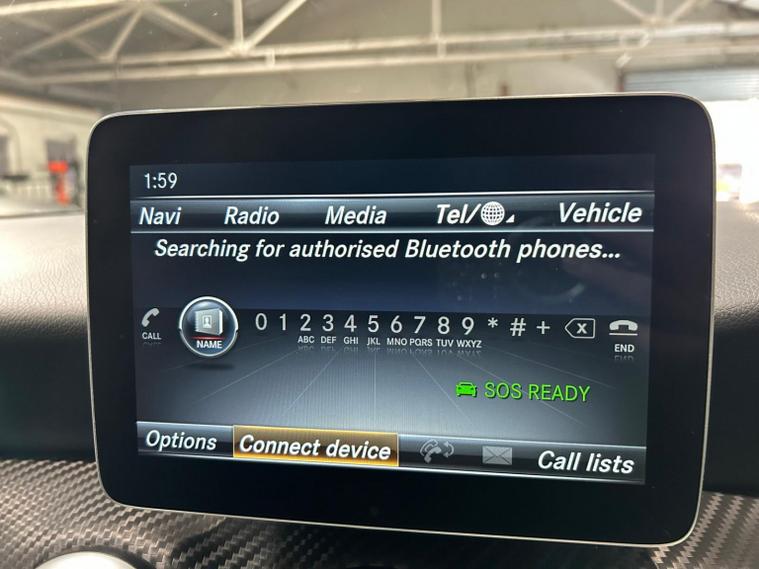 1:59
Navi Radio Media Tel/ Vehicle
Searching for authorised Bluetooth phones...
0 1 2 3 4 5 6 7 8 9 * # +
CALL NAME ABC DEF GHI JKL MNO PQRS TUV WXYZ END
SOS READY
Options Connect device Call lists